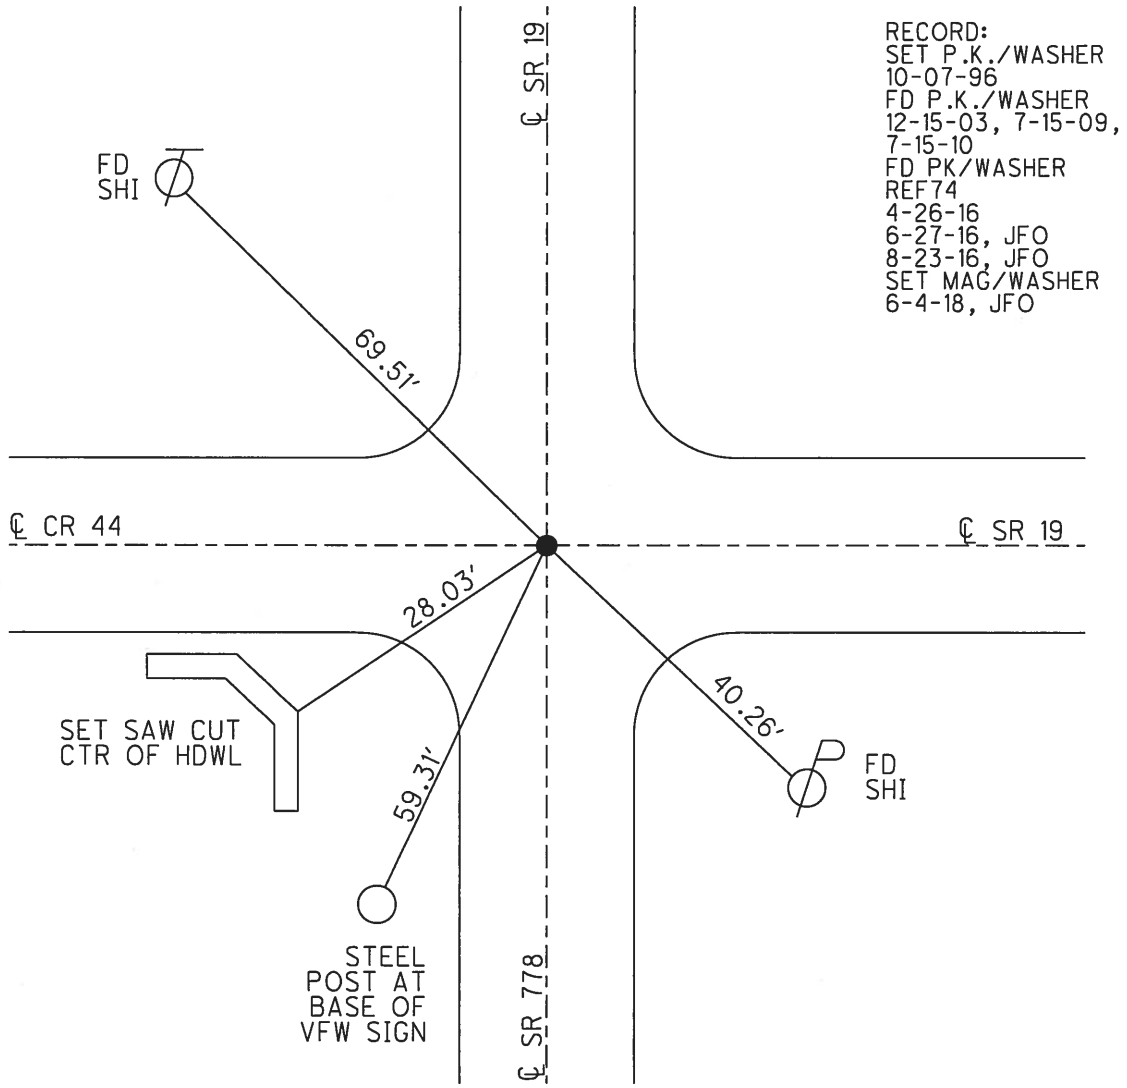 RECORD:
SET P.K./WASHER
10-07-96
FD P.K./WASHER
12-15-03, 7-15-09,
7-15-10
FD PK/WASHER
REF74
4-26-16
6-27-16, JFO
8-23-16, JFO
SET MAG/WASHER
6-4-18, JFO
℄ SR 19
FD
SHI
69.51'
℄ CR 44
℄ SR 19
28.03'
SET SAW CUT
CTR OF HDWL
59.31'
40.26'
FD
SHI
STEEL
POST AT
BASE OF
VFW SIGN
℄ SR 778